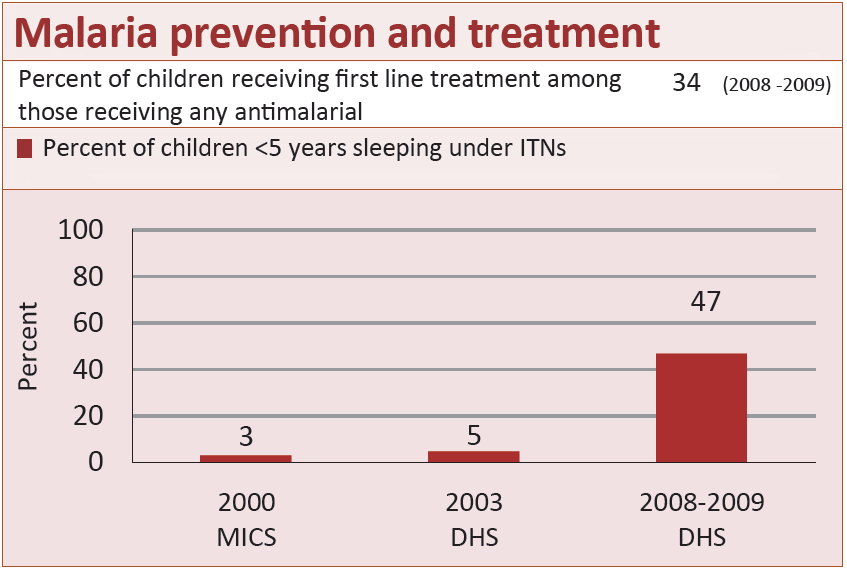 Malaria prevention and treatment
Percent of children receiving first line treatment among
those receiving any antimalarial
34 (2008 -2009)
Percent of children <5 years sleeping under ITNs
Percent
100
80
60
40
20
0
3
5
47
2000
MICS
2003
DHS
2008-2009
DHS